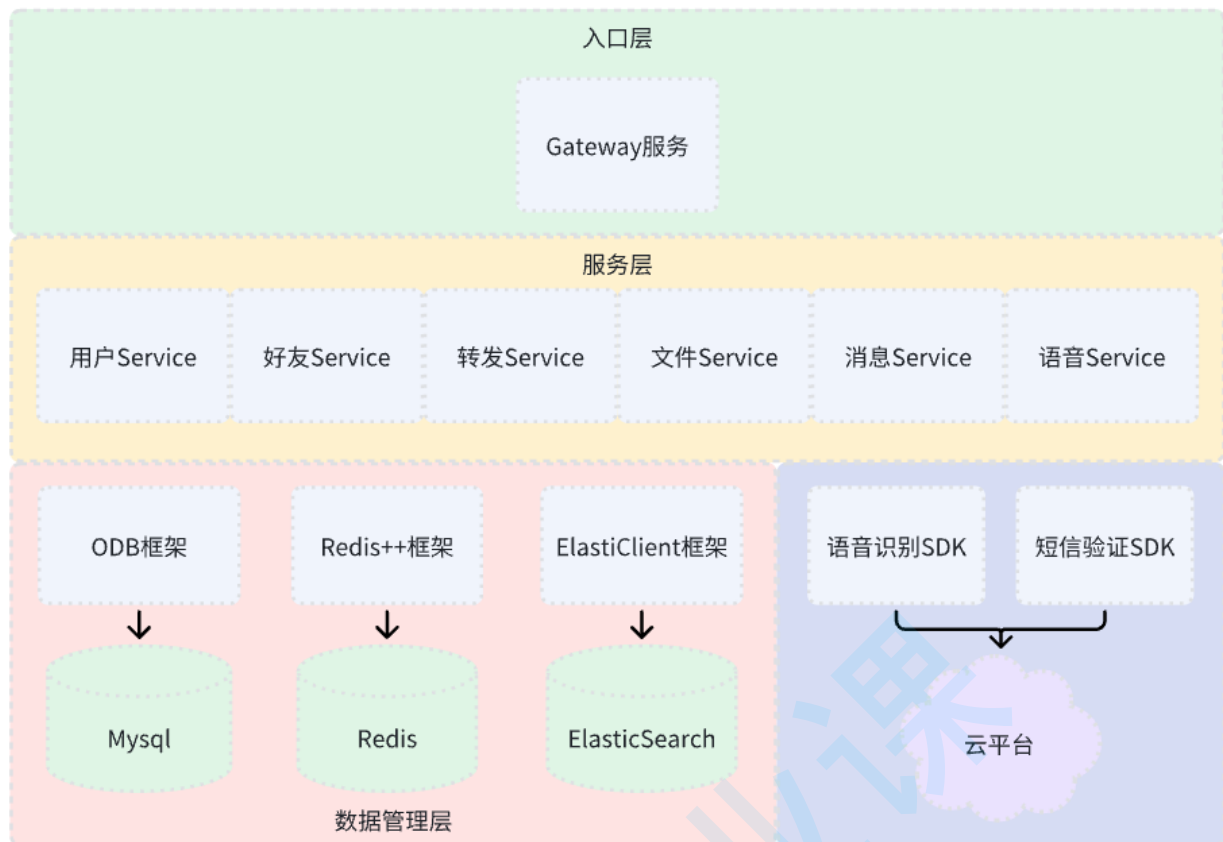 入口层
Gateway服务
服务层
用户Service
好友Service
转发Service
文件Service
消息Service
语音Service
ODB框架
Redis++框架
ElastiClient框架
语音识别SDK
短信验证SDK
Mysql
Redis
ElasticSearch
云平台
数据管理层
业课